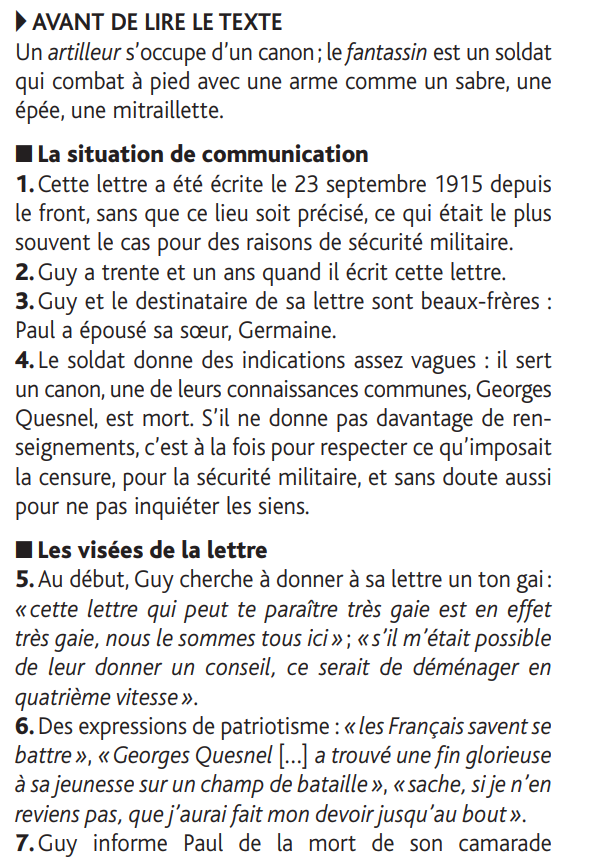 ▶ AVANT DE LIRE LE TEXTE
Un artilleur s’occupe d’un canon ; le fantassin est un soldat
qui combat à pied avec une arme comme un sabre, une
épée, une mitraillette.
■ La situation de communication
1. Cette lettre a été écrite le 23 septembre 1915 depuis
le front, sans que ce lieu soit précisé, ce qui était le plus
souvent le cas pour des raisons de sécurité militaire.
2. Guy a trente et un ans quand il écrit cette lettre.
3. Guy et le destinataire de sa lettre sont beaux-frères :
Paul a épousé sa sœur, Germaine.
4. Le soldat donne des indications assez vagues : il sert
un canon, une de leurs connaissances communes, Georges
Quesnel, est mort. S’il ne donne pas davantage de ren-
seignements, c’est à la fois pour respecter ce qu’imposait
la censure, pour la sécurité militaire, et sans doute aussi
pour ne pas inquiéter les siens.
■ Les visées de la lettre
5. Au début, Guy cherche à donner à sa lettre un ton gai :
« cette lettre qui peut te paraître très gaie est en effet
très gaie, nous le sommes tous ici » ; « s’il m’était possible
de leur donner un conseil, ce serait de déménager en
quatrième vitesse ».
6. Des expressions de patriotisme : « les Français savent se
battre », « Georges Quesnel […] a trouvé une fin glorieuse
à sa jeunesse sur un champ de bataille », « sache, si je n’en
reviens pas, que j’aurai fait mon devoir jusqu’au bout ».
7. Guy informe Paul de la mort de son camarade